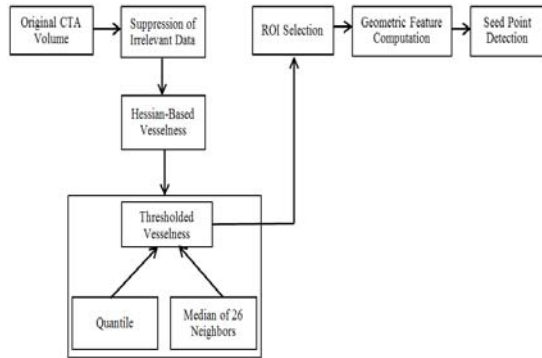 Original CTA
Volume
Suppression of
Irrelevant Data
ROI Selection
Geometric Feature
Computation
Seed Point
Detection
Hessian-Based
Vesselness
Thresholded
Vesselness
Quantile
Median of 26
Neighbors